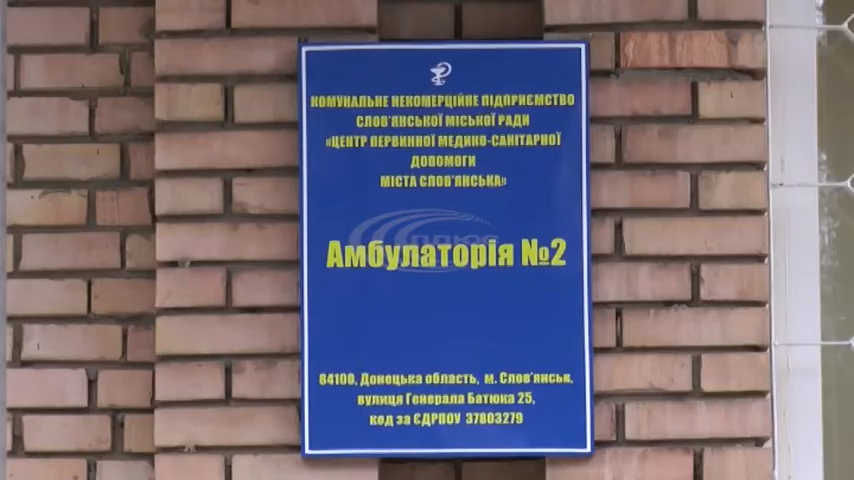 КОМУНАЛЬНЕ НЕКОМЕРЦІЙНЕ ПІДПРИЄМСТВО
СЛОВ'ЯНСЬКОЇ МІСЬКОЇ РАДИ
«ЦЕНТР ПЕРВИННОЇ МЕДИКО-САНІТАРНОЇ
ДОПОМОГИ
МІСТА СЛОВ'ЯНСЬКА»
ПЛЮС
Амбулаторія №2
84100, Донецька область, м. Слов'янськ,
вулиця Генерала Батюка 25,
код за ЄДРПОУ 37803279